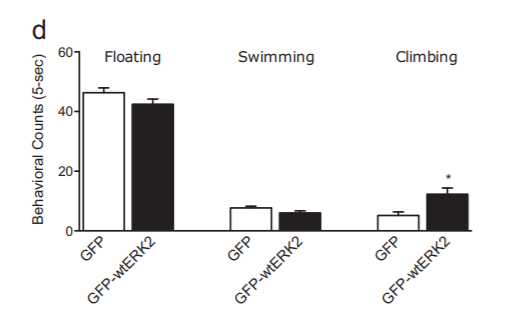 d
Floating Swimming Climbing
Behavioral Counts (5-sec)
60
40
20
0
*
GFP GFP-wtERK2 GFP GFP-wtERK2 GFP GFP-wtERK2